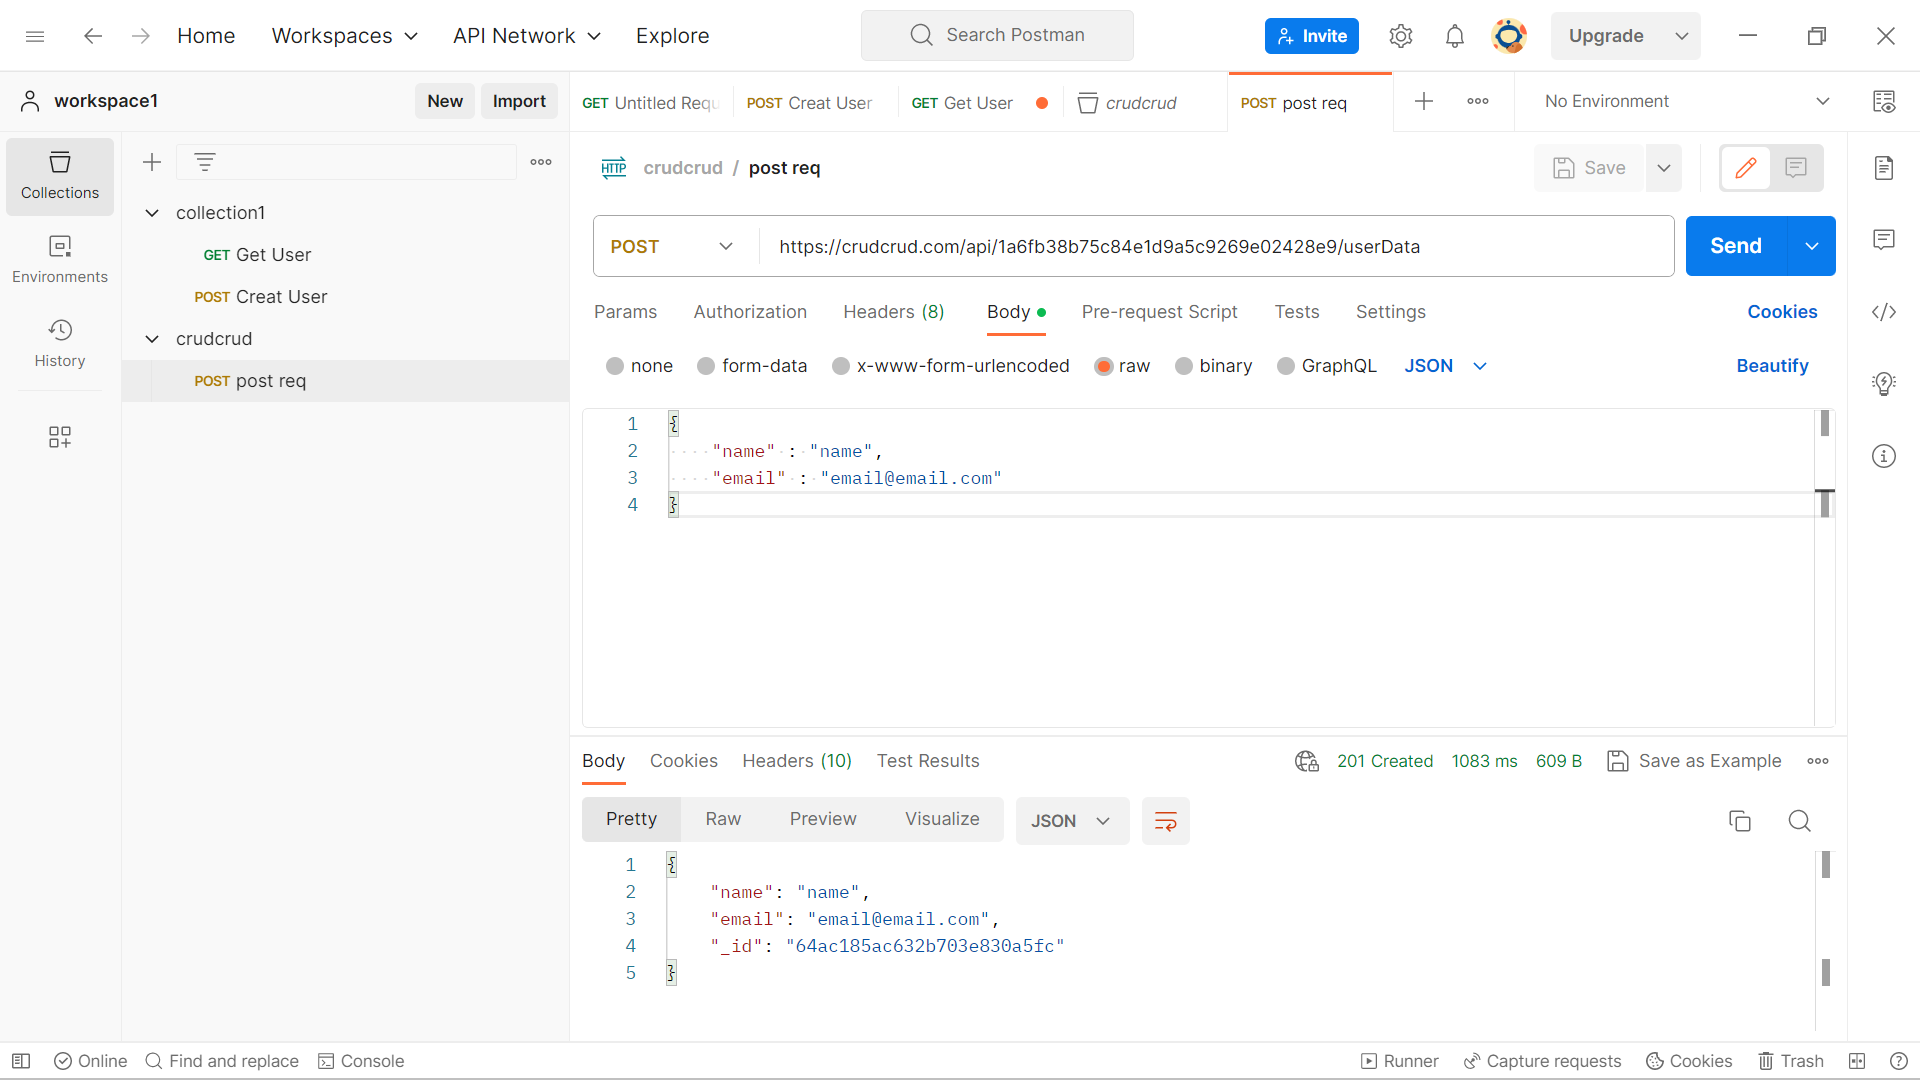 Home Workspaces API Network Explore Search Postman Invite Upgrade
workspace1 New Import GET Untitled Requ POST Creat User GET Get User crudcrud POST post req No Environment
Collections
Environments
History
collection1
GET Get User
POST Creat User
crudcrud
POST post req
HTTP crudcrud / post req Save
POST https://crudcrud.com/api/1a6fb38b75c84e1d9a5c9269e02428e9/userData Send
Params Authorization Headers (8) Body Pre-request Script Tests Settings Cookies
none form-data x-www-form-urlencoded raw binary GraphQL JSON Beautify
1 {
2 "name" : "name",
3 "email" : "email@email.com"
4 }
Body Cookies Headers (10) Test Results 201 Created 1083 ms 609 B Save as Example
Pretty Raw Preview Visualize JSON
1 {
2 "name": "name",
3 "email": "email@email.com",
4 "_id": "64ac185ac632b703e830a5fc"
5 }
Online Find and replace Console Runner Capture requests Cookies Trash